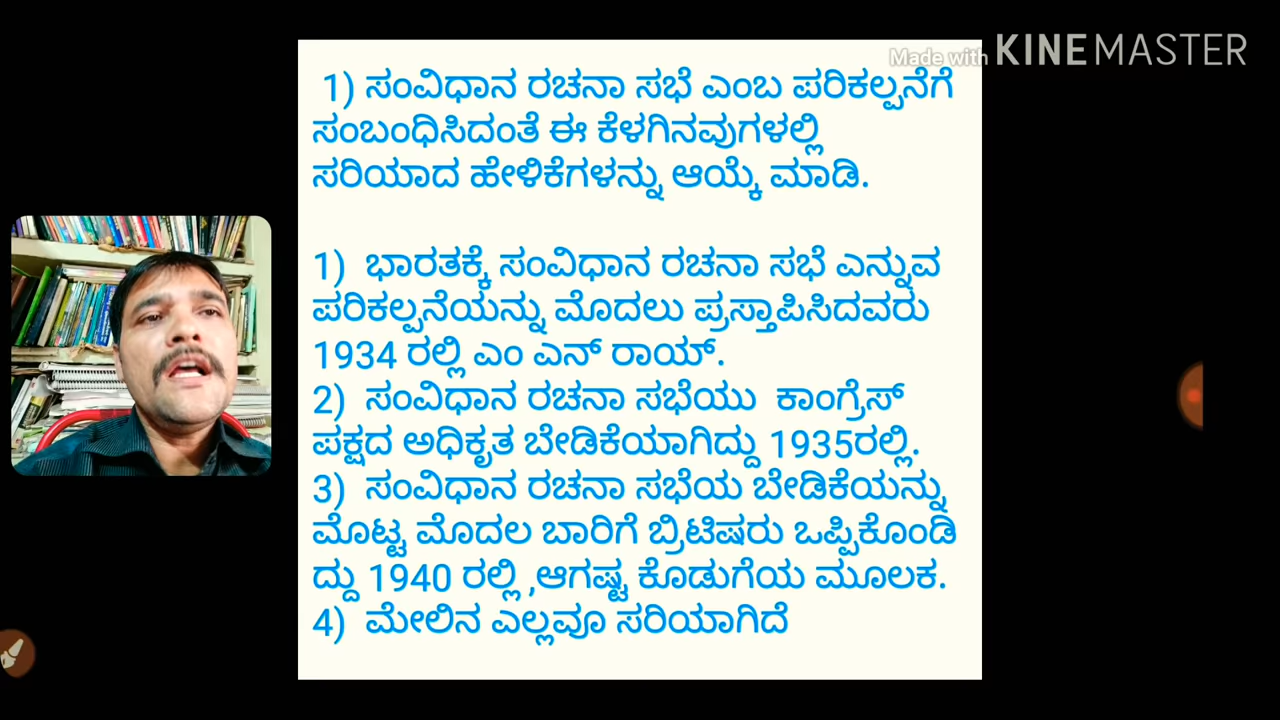 Made with KINEMASTER
1) ಸಂವಿಧಾನ ರಚನಾ ಸಭೆ ಎಂಬ ಪರಿಕಲ್ಪನೆಗೆ
ಸಂಬಂಧಿಸಿದಂತೆ ಈ ಕೆಳಗಿನವುಗಳಲ್ಲಿ
ಸರಿಯಾದ ಹೇಳಿಕೆಗಳನ್ನು ಆಯ್ಕೆ ಮಾಡಿ.
1) ಭಾರತಕ್ಕೆ ಸಂವಿಧಾನ ರಚನಾ ಸಭೆ ಎನ್ನುವ
ಪರಿಕಲ್ಪನೆಯನ್ನು ಮೊದಲು ಪ್ರಸ್ತಾಪಿಸಿದವರು
1934 ರಲ್ಲಿ ಎಂ ಎನ್ ರಾಯ್.
2) ಸಂವಿಧಾನ ರಚನಾ ಸಭೆಯು ಕಾಂಗ್ರೆಸ್
ಪಕ್ಷದ ಅಧಿಕೃತ ಬೇಡಿಕೆಯಾಗಿದ್ದು 1935ರಲ್ಲಿ.
3) ಸಂವಿಧಾನ ರಚನಾ ಸಭೆಯ ಬೇಡಿಕೆಯನ್ನು
ಮೊಟ್ಟ ಮೊದಲ ಬಾರಿಗೆ ಬ್ರಿಟಿಷರು ಒಪ್ಪಿಕೊಂಡಿ
ದ್ದು 1940 ರಲ್ಲಿ ,ಆಗಷ್ಟ ಕೊಡುಗೆಯ ಮೂಲಕ.
4) ಮೇಲಿನ ಎಲ್ಲವೂ ಸರಿಯಾಗಿದೆ